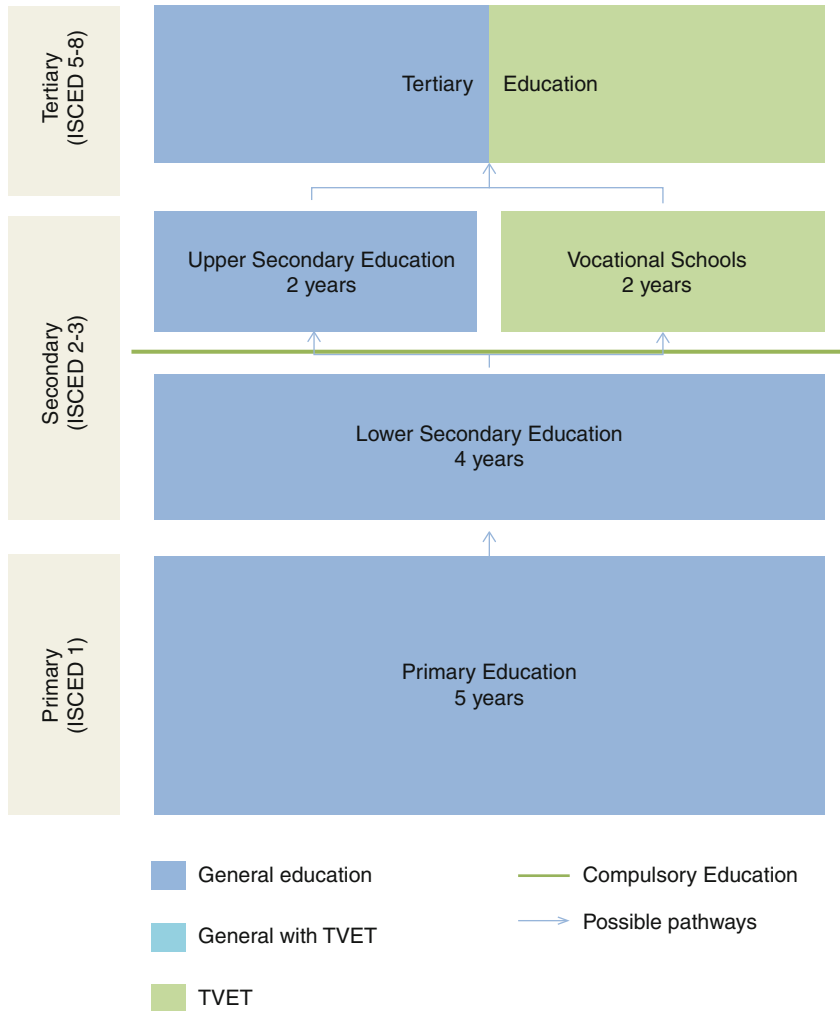 Tertiary
(ISCED 5-8)
Tertiary Education
Secondary
(ISCED 2-3)
Upper Secondary Education
2 years
Vocational Schools
2 years
Lower Secondary Education
4 years
Primary
(ISCED 1)
Primary Education
5 years
General education
General with TVET
TVET
Compulsory Education
Possible pathways